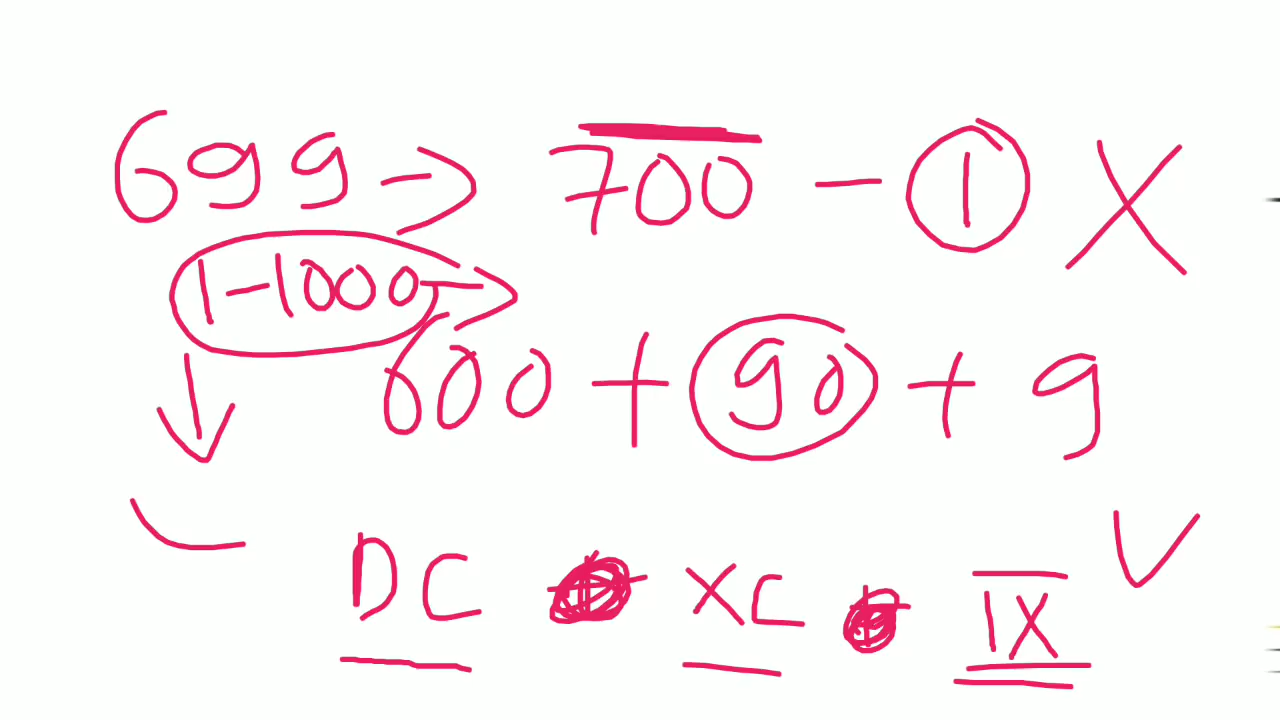 699 → 700 - 1 X
1-1000 →
600 + 90 + 9
DC XC IX